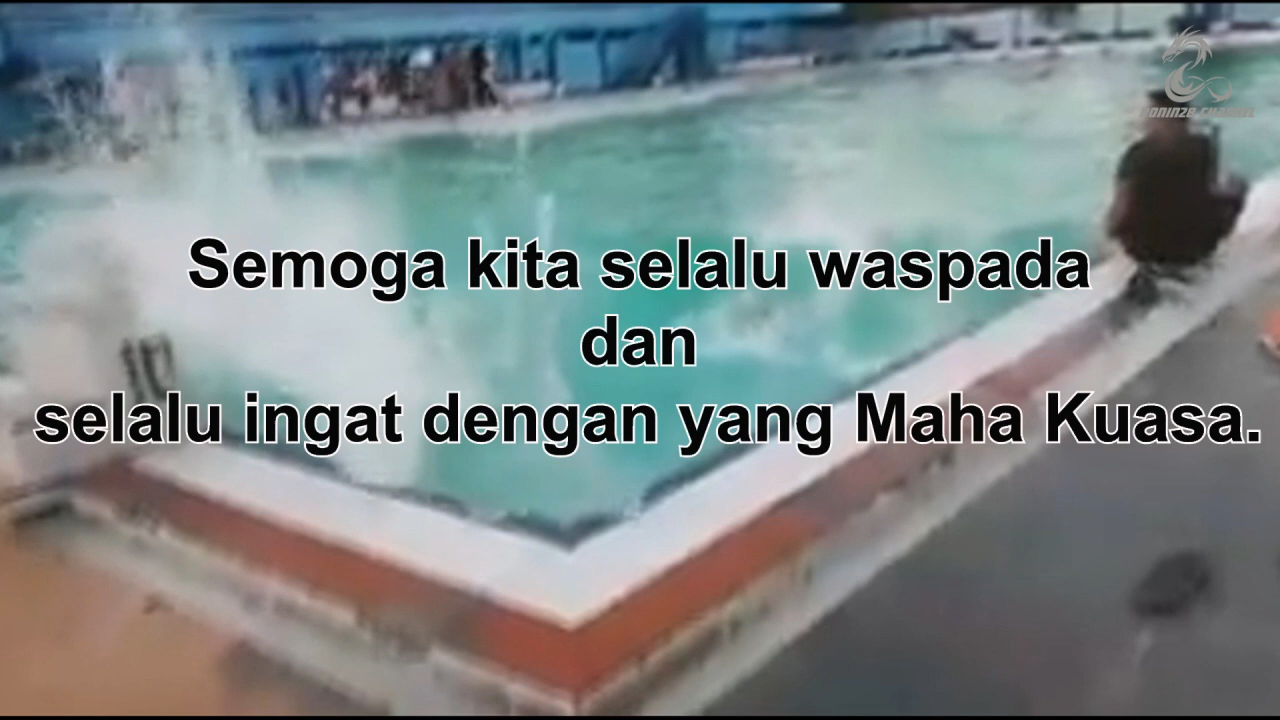 Semoga kita selalu waspada
dan
selalu ingat dengan yang Maha Kuasa.